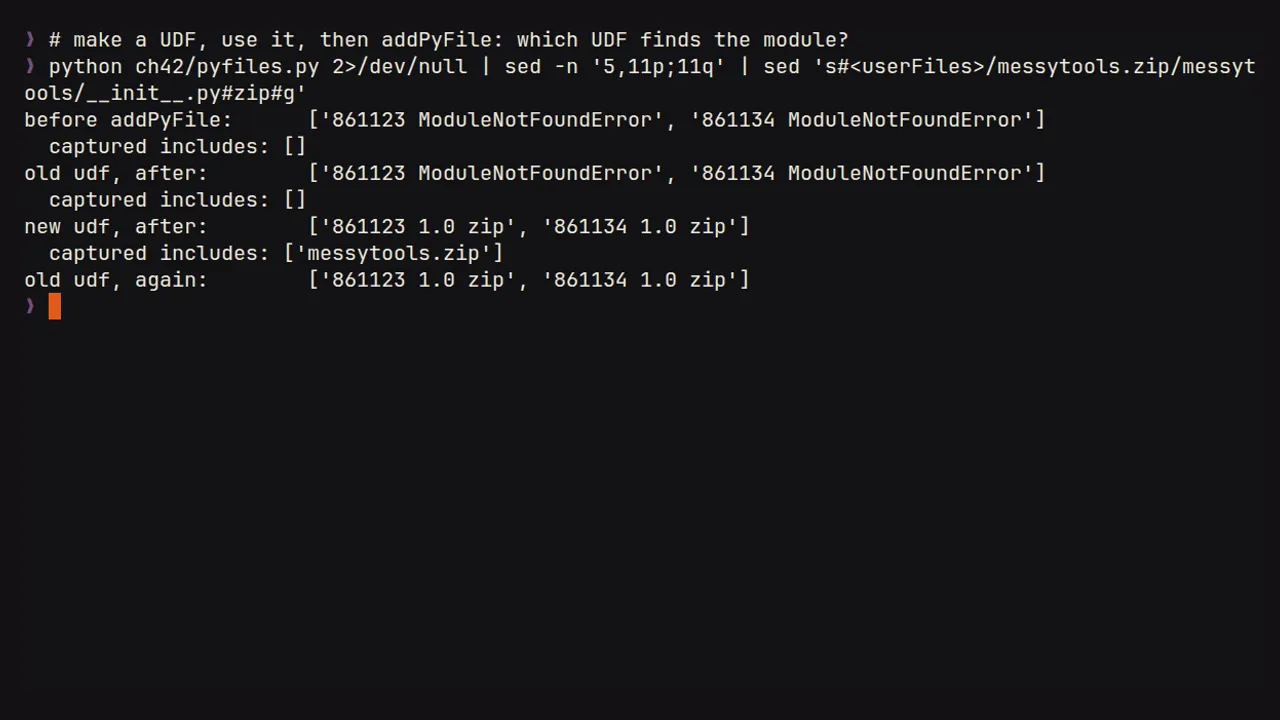 ❯ # make a UDF, use it, then addPyFile: which UDF finds the module?
❯ python ch42/pyfiles.py 2>/dev/null | sed -n '5,11p;11q' | sed 's#<userFiles>/messytools.zip/messyt
ools/__init__.py#zip#g'
before addPyFile:      ['861123 ModuleNotFoundError', '861134 ModuleNotFoundError']
  captured includes: []
old udf, after:        ['861123 ModuleNotFoundError', '861134 ModuleNotFoundError']
  captured includes: []
new udf, after:        ['861123 1.0 zip', '861134 1.0 zip']
  captured includes: ['messytools.zip']
old udf, again:        ['861123 1.0 zip', '861134 1.0 zip']
❯